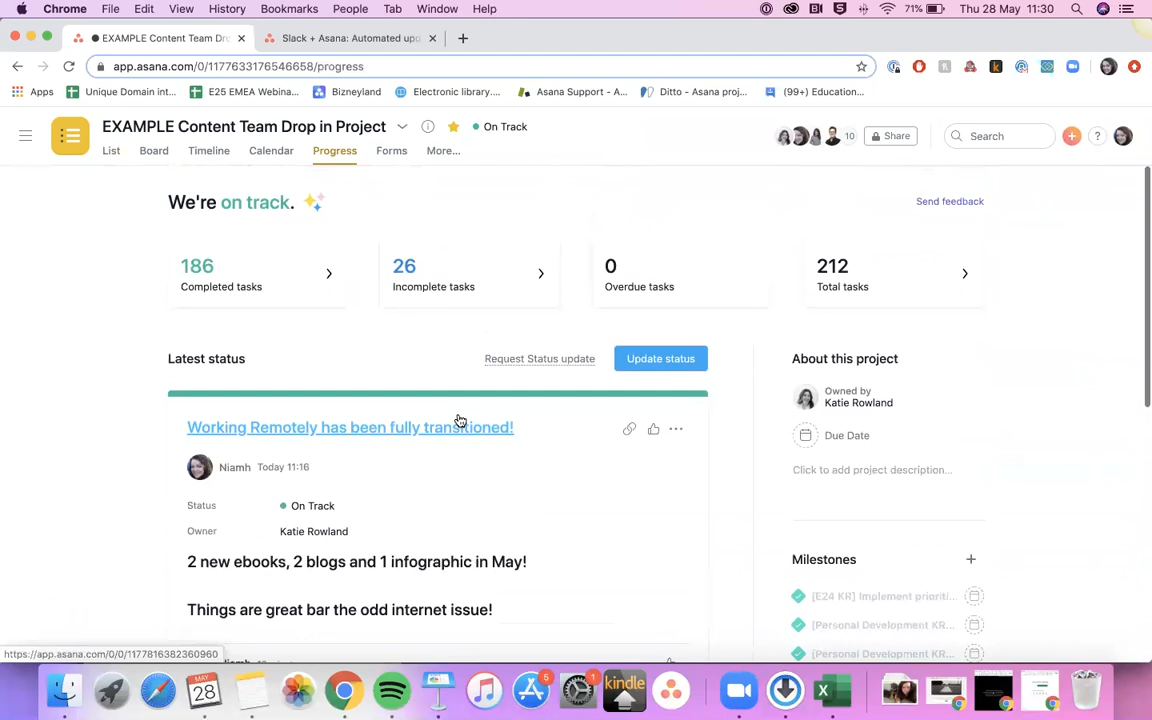 Chrome File Edit View History Bookmarks People Tab Window Help 71% Thu 28 May 11:30
EXAMPLE Content Team Dr
Slack + Asana: Automated up
app.asana.com/0/1177633176546658/progress
Apps Unique Domain int... E25 EMEA Webina... Bizneyland Electronic library.... Asana Support - A... Ditto - Asana proj... (99+) Education...
EXAMPLE Content Team Drop in Project On Track
10 Share Search ?
List Board Timeline Calendar Progress Forms More...
We're on track.
Send feedback
186
Completed tasks
26
Incomplete tasks
0
Overdue tasks
212
Total tasks
Latest status
Request Status update
Update status
About this project
Owned by
Katie Rowland
Due Date
Click to add project description...
Working Remotely has been fully transitioned!
Niamh Today 11:16
Status On Track
Owner Katie Rowland
2 new ebooks, 2 blogs and 1 infographic in May!
Things are great bar the odd internet issue!
Milestones +
[E24 KR] Implement prioriti...
[Personal Development KR...
[Personal Development KR...
https://app.asana.com/0/0/1177816382360960
MAY
28
5
1
kindle